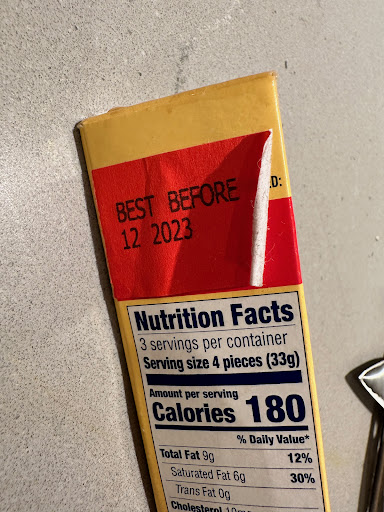 D:
BEST BEFORE
12 2023
Nutrition Facts
3 servings per container
Serving size 4 pieces (33g)
Amount per serving
Calories 180
% Daily Value*
Total Fat 9g 12%
Saturated Fat 6g 30%
Trans Fat 0g
Cholesterol